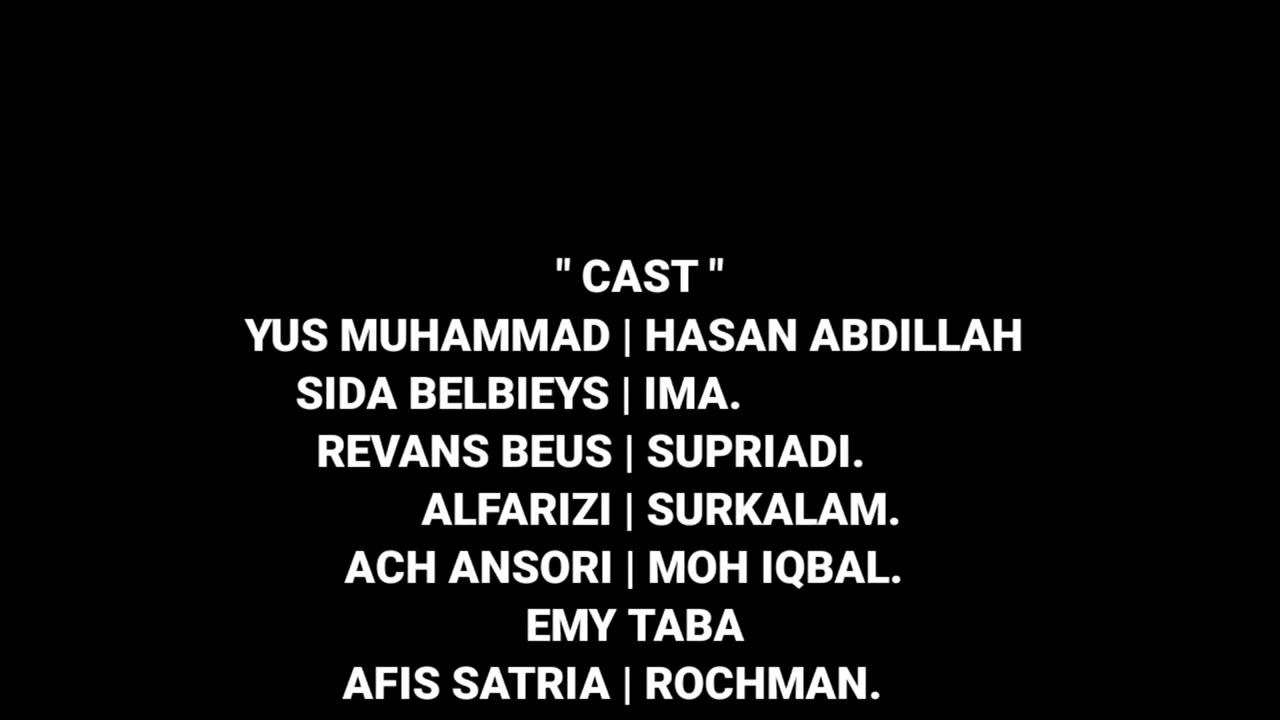 " CAST "
YUS MUHAMMAD | HASAN ABDILLAH
SIDA BELBIEYS | IMA.
REVANS BEUS | SUPRIADI.
ALFARIZI | SURKALAM.
ACH ANSORI | MOH IQBAL.
EMY TABA
AFIS SATRIA | ROCHMAN.